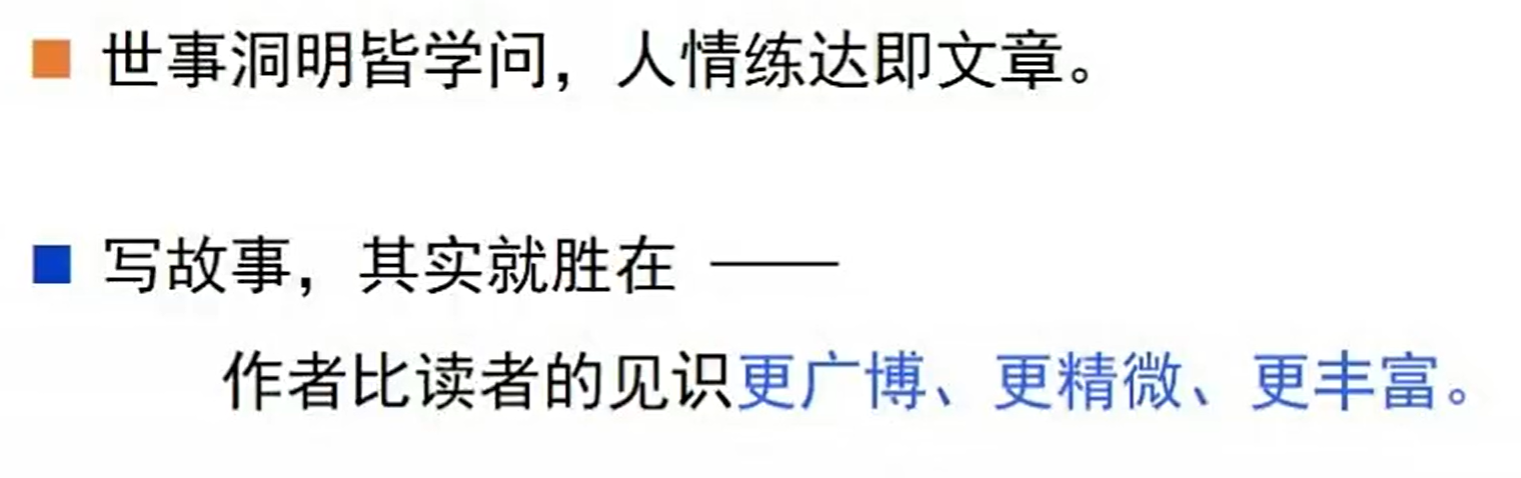 世事洞明皆学问，人情练达即文章。
写故事，其实就胜在 ——
作者比读者的见识更广博、更精微、更丰富。